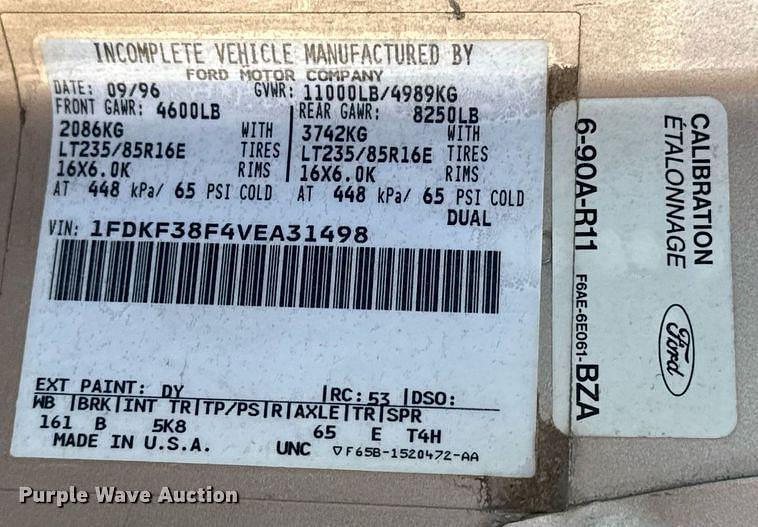 INCOMPLETE VEHICLE MANUFACTURED BY
FORD MOTOR COMPANY
DATE: 09/96 GVWR: 11000LB/4989KG
FRONT GAWR: 4600LB REAR GAWR: 8250LB
2086KG WITH 3742KG WITH
LT235/85R16E TIRES LT235/85R16E TIRES
16X6.0K RIMS 16X6.0K RIMS
AT 448 kPa/ 65 PSI COLD AT 448 kPa/ 65 PSI COLD
DUAL
VIN: 1FDKF38F4VEA31498
EXT PAINT: DY RC: 53 DSO:
WB BRK INT TR TP/PS R AXLE TR SPR
161 B 5K8 65 E T4H
MADE IN U.S.A. UNC ▽F65B-1520472-AA
CALIBRATION
ÉTALONNAGE
Ford
6-90A-R11
F6AE-6E061-BZA
Purple Wave Auction